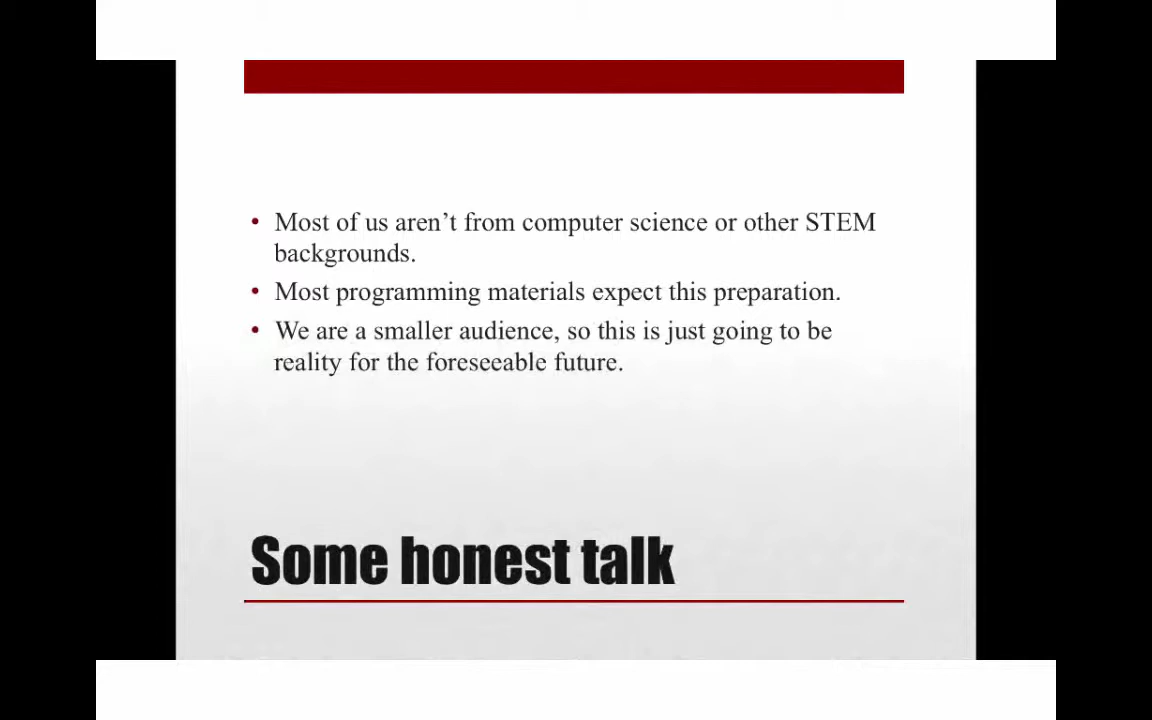 • Most of us aren’t from computer science or other STEM
backgrounds.
• Most programming materials expect this preparation.
• We are a smaller audience, so this is just going to be
reality for the foreseeable future.
Some honest talk